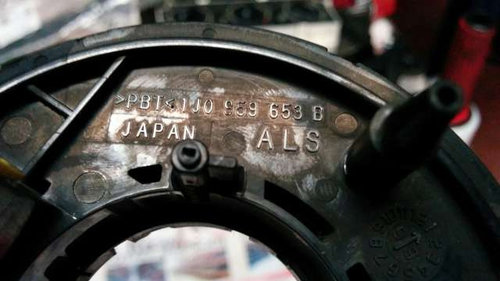 >PBT< 1J0 959 653 B
JAPAN ALS